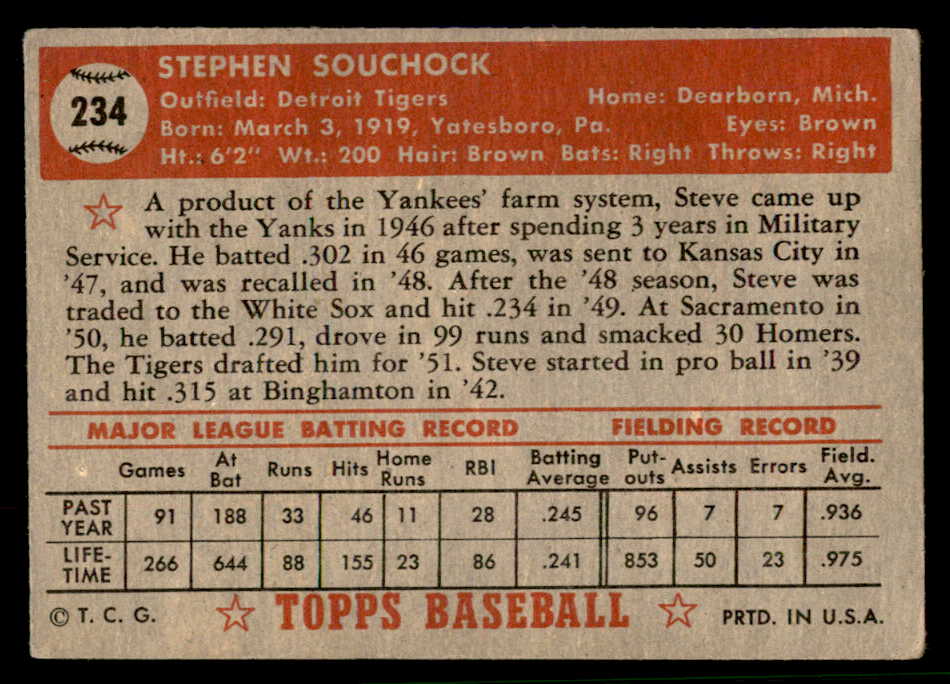 STEPHEN SOUCHOCK
234
Outfield: Detroit Tigers Home: Dearborn, Mich.
Born: March 3, 1919, Yatesboro, Pa. Eyes: Brown
Ht.: 6'2" Wt.: 200 Hair: Brown Bats: Right Throws: Right
A product of the Yankees' farm system, Steve came up
with the Yanks in 1946 after spending 3 years in Military
Service. He batted .302 in 46 games, was sent to Kansas City in
'47, and was recalled in '48. After the '48 season, Steve was
traded to the White Sox and hit .234 in '49. At Sacramento in
'50, he batted .291, drove in 99 runs and smacked 30 Homers.
The Tigers drafted him for '51. Steve started in pro ball in '39
and hit .315 at Binghamton in '42.
MAJOR LEAGUE BATTING RECORD FIELDING RECORD
Games At Bat Runs Hits Home Runs RBI Batting Average Put-outs Assists Errors Field. Avg.
PAST YEAR 91 188 33 46 11 28 .245 96 7 7 .936
LIFE-TIME 266 644 88 155 23 86 .241 853 50 23 .975
© T. C. G. TOPPS BASEBALL PRTD. IN U.S.A.